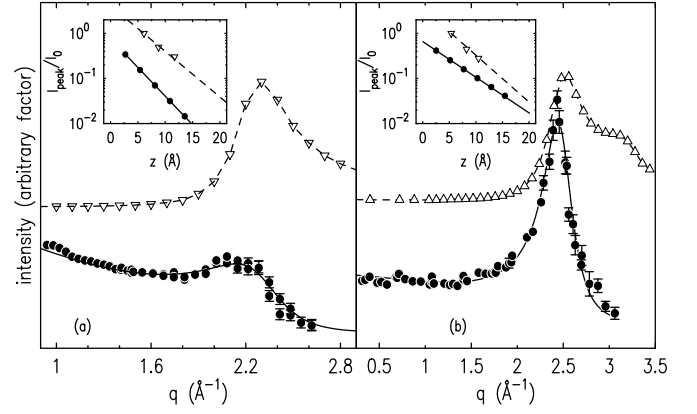 intensity (arbitrary factor)
I_peak/I_0
10^0
10^-1
10^-2
0 5 10 15 20
z (Å)
(a)
1 1.6 2.2 2.8
q (Å^-1)
I_peak/I_0
10^0
10^-1
10^-2
0 5 10 15 20
z (Å)
(b)
0.5 1 1.5 2 2.5 3 3.5
q (Å^-1)